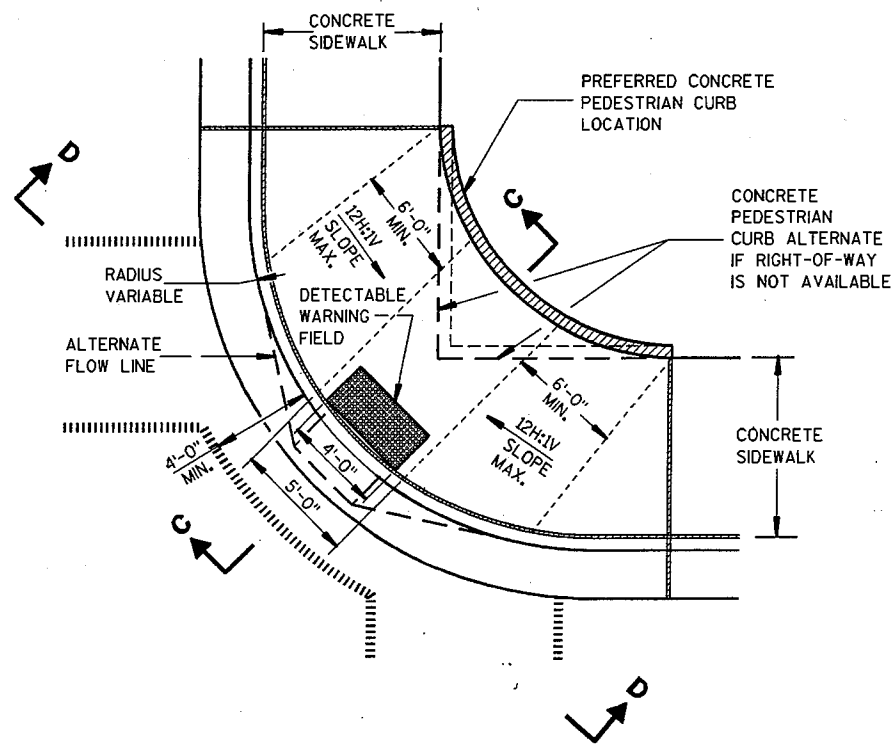 CONCRETE
SIDEWALK
PREFERRED CONCRETE
PEDESTRIAN CURB
LOCATION
D
C
6'-0"
MIN.
12H:1V
SLOPE
MAX.
CONCRETE
PEDESTRIAN
CURB ALTERNATE
IF RIGHT-OF-WAY
IS NOT AVAILABLE
RADIUS
VARIABLE
DETECTABLE
WARNING
FIELD
ALTERNATE
FLOW LINE
6'-0"
MIN.
12H:1V
SLOPE
MAX.
CONCRETE
SIDEWALK
4'-0"
MIN.
4'-0"
5'-0"
C
D